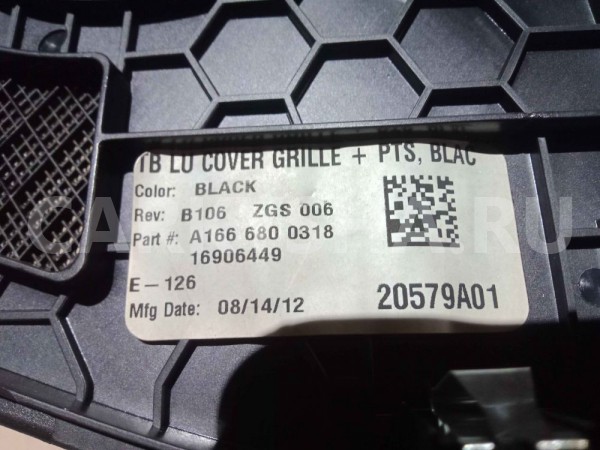 TB LU COVER GRILLE + PTS, BLAC
Color: BLACK
Rev: B106 ZGS 006
Part #: A166 680 0318
16906449
E-126
Mfg Date: 08/14/12
20579A01